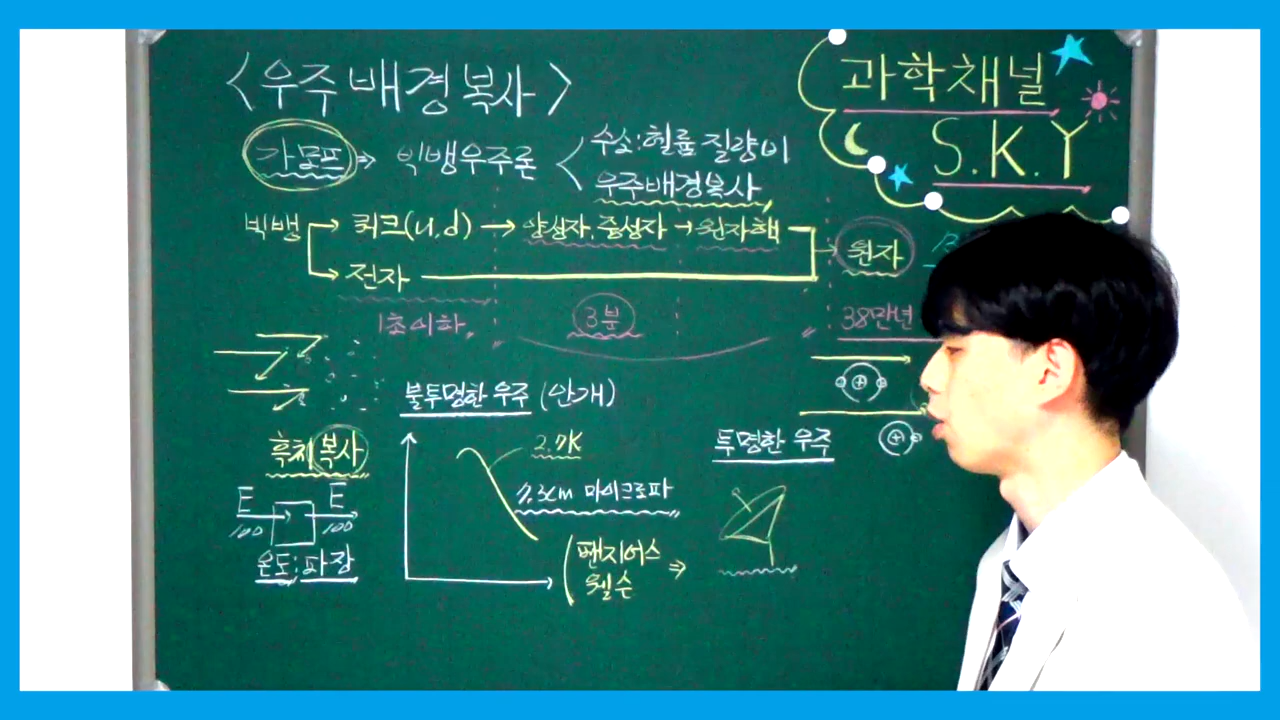 <우주배경복사>
과학채널
S.K.Y
가모프 ⇒ 빅뱅우주론 < 수소:헬륨 질량비
우주배경복사
빅뱅 → 쿼크(u,d) → 양성자, 중성자 → 원자핵 → 원자
→ 전자
1초이하
3분
38만년
불투명한 우주 (안개)
투명한 우주
흑체복사
E E
100 100
온도:파장
2.7K
7.3cm 마이크로파
(펜지어스 ⇒
윌슨